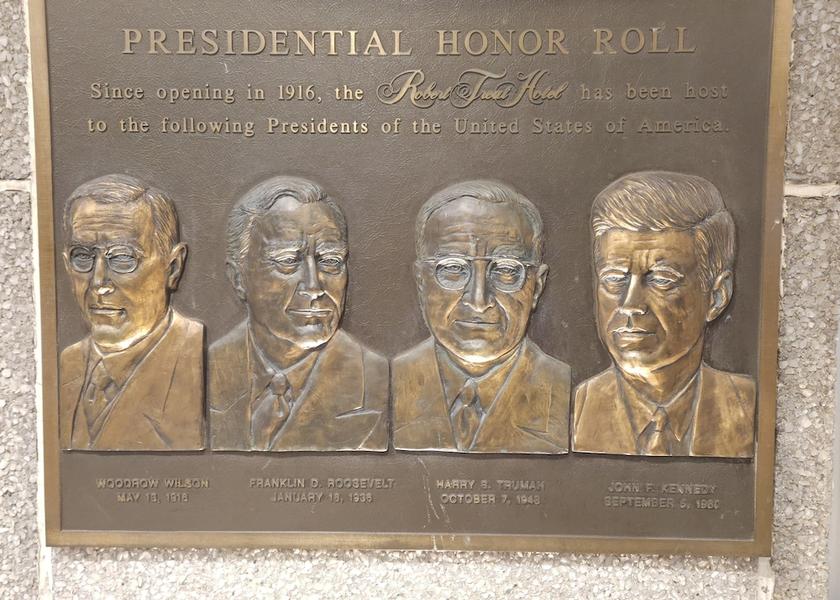 PRESIDENTIAL HONOR ROLL
Since opening in 1916, the Robert Treat Hotel has been host
to the following Presidents of the United States of America.
WOODROW WILSON FRANKLIN D. ROOSEVELT HARRY S. TRUMAN JOHN F. KENNEDY
MAY 1916 JANUARY 18, 1936 OCTOBER 7, 1948 SEPTEMBER 1960